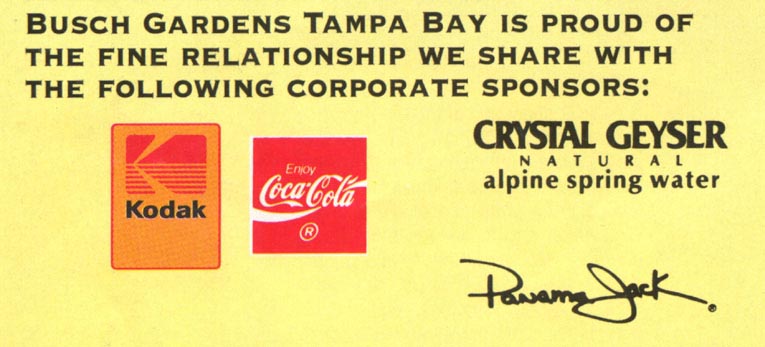 BUSCH GARDENS TAMPA BAY IS PROUD OF
THE FINE RELATIONSHIP WE SHARE WITH
THE FOLLOWING CORPORATE SPONSORS:
Kodak
Enjoy
Coca-Cola
®
CRYSTAL GEYSER
NATURAL
alpine spring water
Panama Jack®